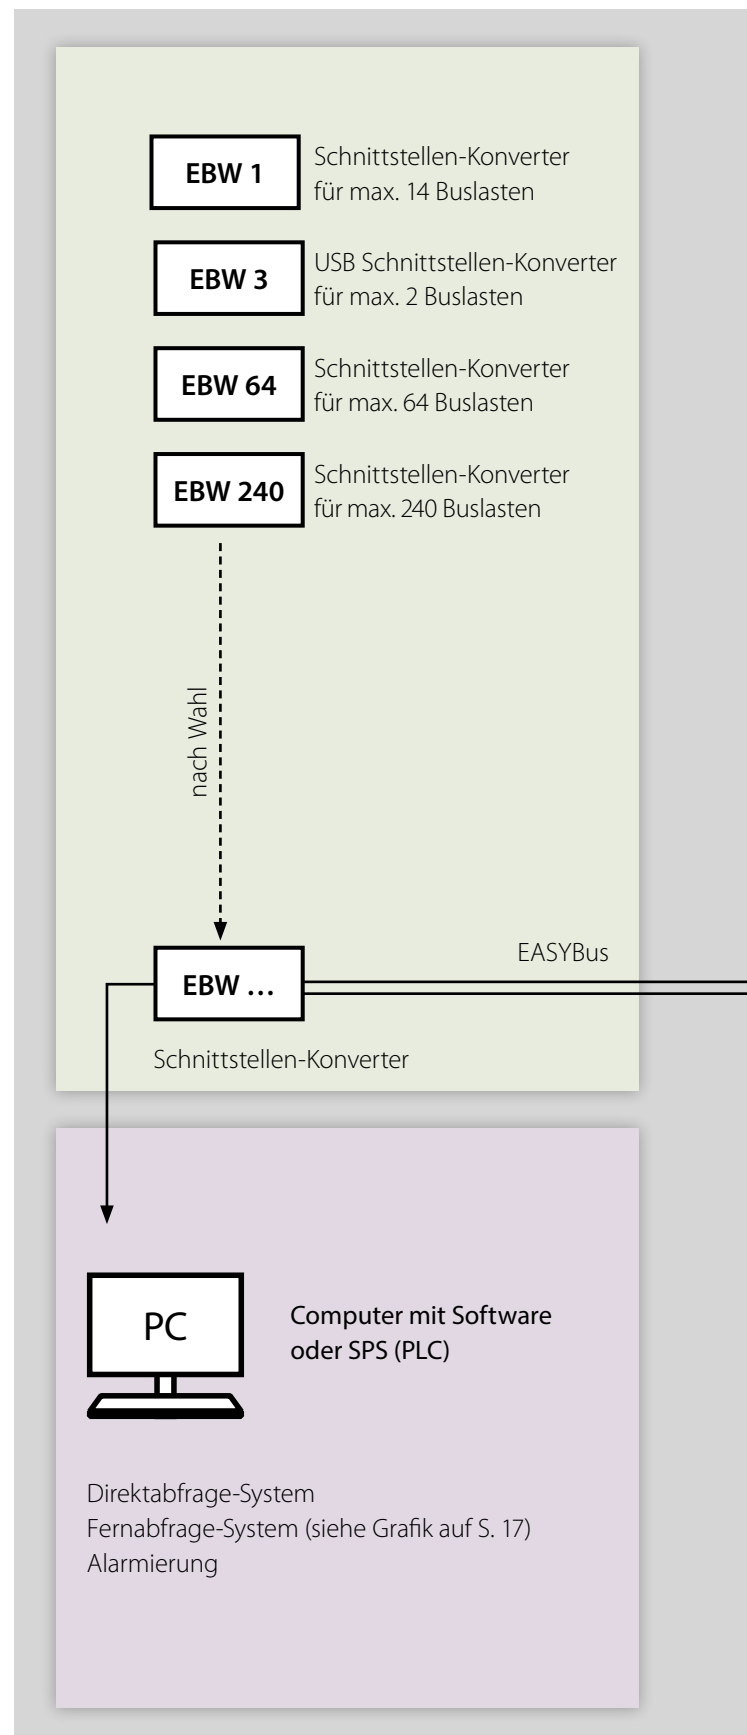 EBW 1
Schnittstellen-Konverter
für max. 14 Buslasten
EBW 3
USB Schnittstellen-Konverter
für max. 2 Buslasten
EBW 64
Schnittstellen-Konverter
für max. 64 Buslasten
EBW 240
Schnittstellen-Konverter
für max. 240 Buslasten
nach Wahl
EASYBus
EBW ...
Schnittstellen-Konverter
PC
Computer mit Software
oder SPS (PLC)
Direktabfrage-System
Fernabfrage-System (siehe Grafik auf S. 17)
Alarmierung